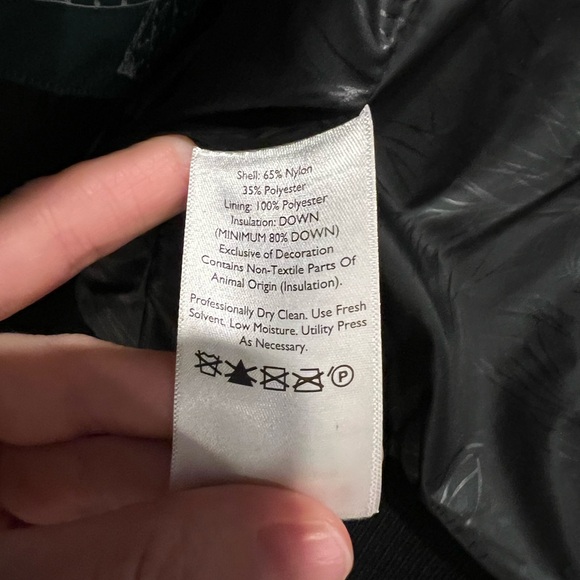 Shell: 65% Nylon
35% Polyester
Lining: 100% Polyester
Insulation: DOWN
(MINIMUM 80% DOWN)
Exclusive of Decoration
Contains Non-Textile Parts Of
Animal Origin (Insulation).
Professionally Dry Clean. Use Fresh
Solvent, Low Moisture. Utility Press
As Necessary.
P